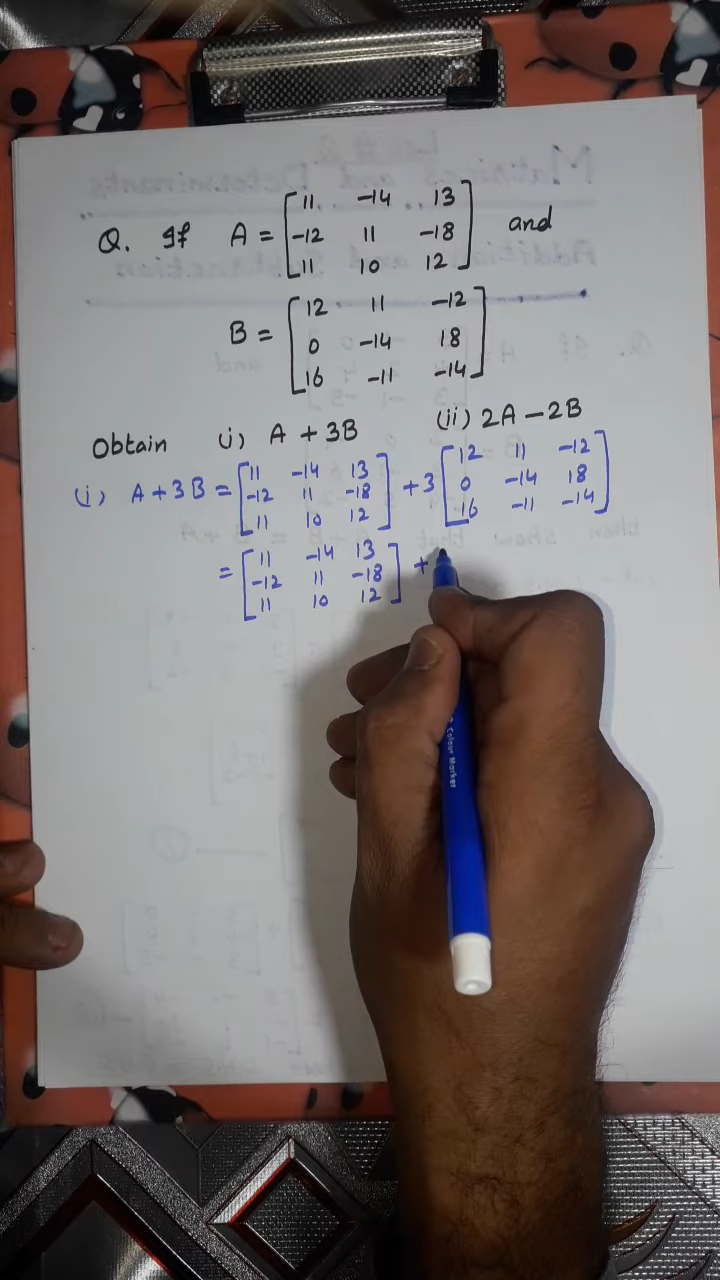 Q. If A = [ 11 -14 13 ] and
[ -12 11 -18 ]
[ 11 10 12 ]
B = [ 12 11 -12 ]
[ 0 -14 18 ]
[ 16 -11 -14 ]
Obtain (i) A + 3B (ii) 2A - 2B
(i) A + 3B = [ 11 -14 13 ] + 3 [ 12 11 -12 ]
[ -12 11 -18 ] [ 0 -14 18 ]
[ 11 10 12 ] [ 16 -11 -14 ]
= [ 11 -14 13 ] +
[ -12 11 -18 ]
[ 11 10 12 ]
Colour Marker